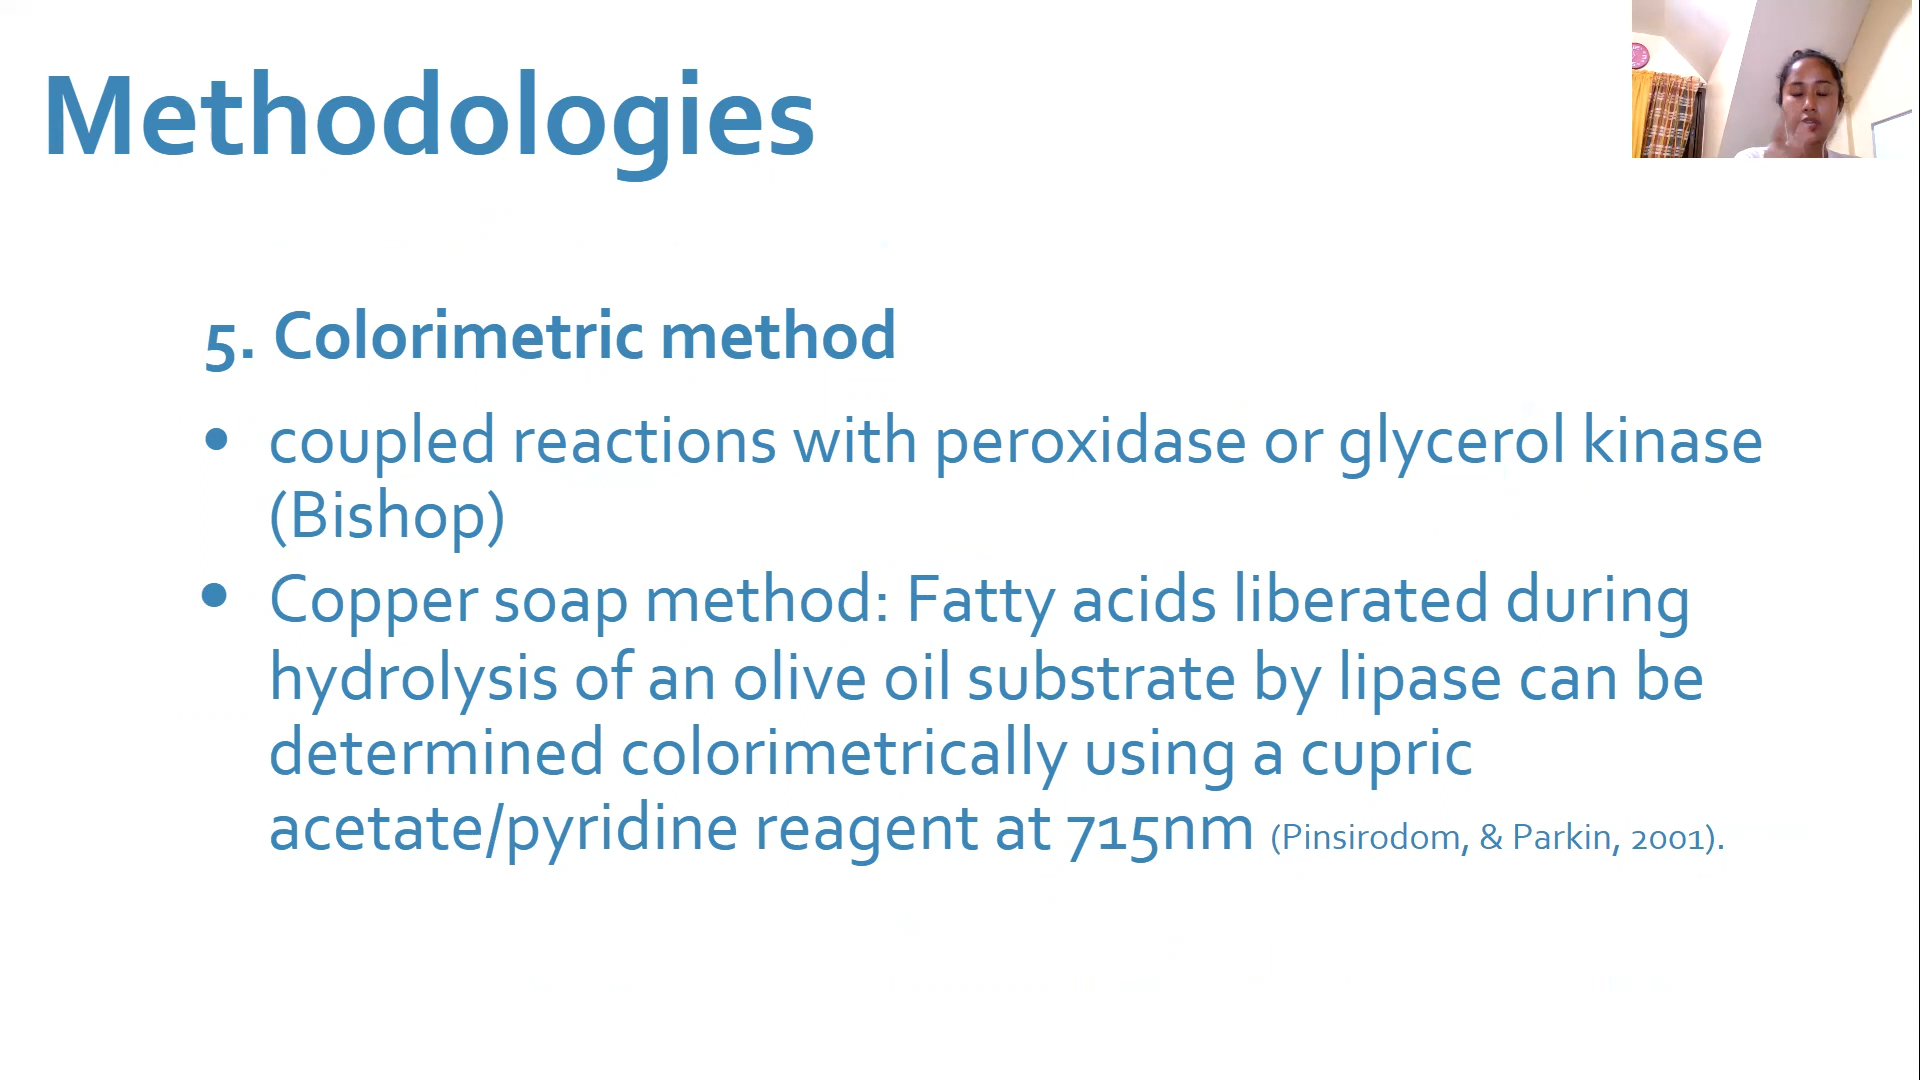 Methodologies
5. Colorimetric method
• coupled reactions with peroxidase or glycerol kinase
(Bishop)
• Copper soap method: Fatty acids liberated during
hydrolysis of an olive oil substrate by lipase can be
determined colorimetrically using a cupric
acetate/pyridine reagent at 715nm (Pinsirodom, & Parkin, 2001).